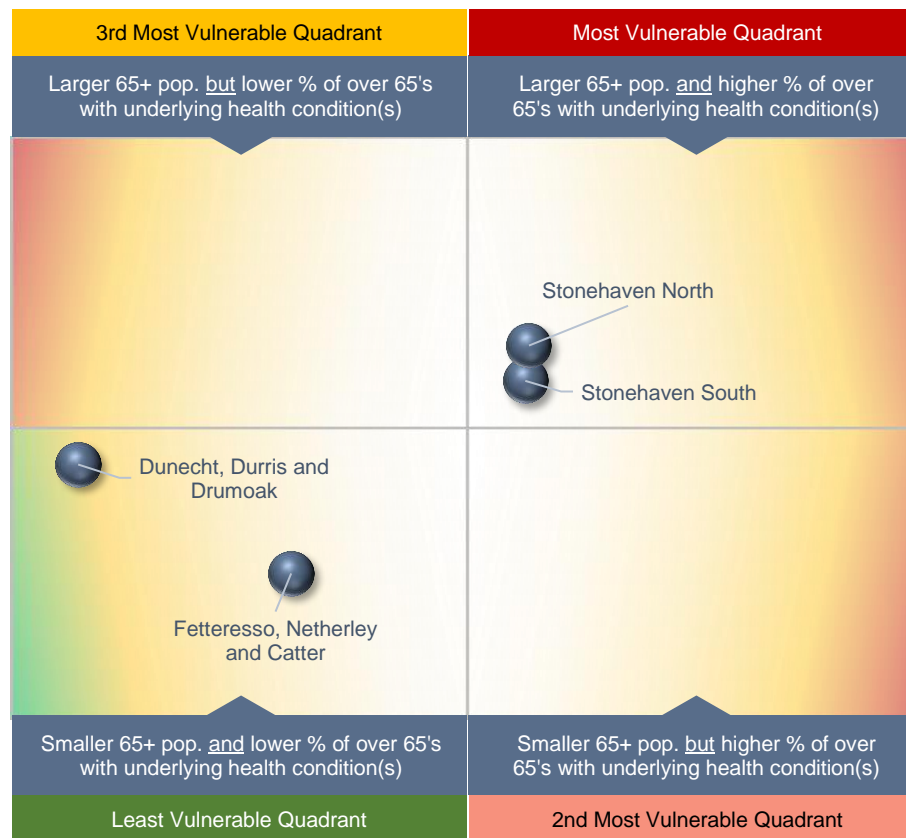 3rd Most Vulnerable Quadrant
Most Vulnerable Quadrant
Larger 65+ pop. but lower % of over 65's
with underlying health condition(s)
Larger 65+ pop. and higher % of over
65's with underlying health condition(s)
Stonehaven North
Stonehaven South
Dunecht, Durris and
Drumoak
Fetteresso, Netherley
and Catter
Smaller 65+ pop. and lower % of over 65's
with underlying health condition(s)
Smaller 65+ pop. but higher % of over
65's with underlying health condition(s)
Least Vulnerable Quadrant
2nd Most Vulnerable Quadrant